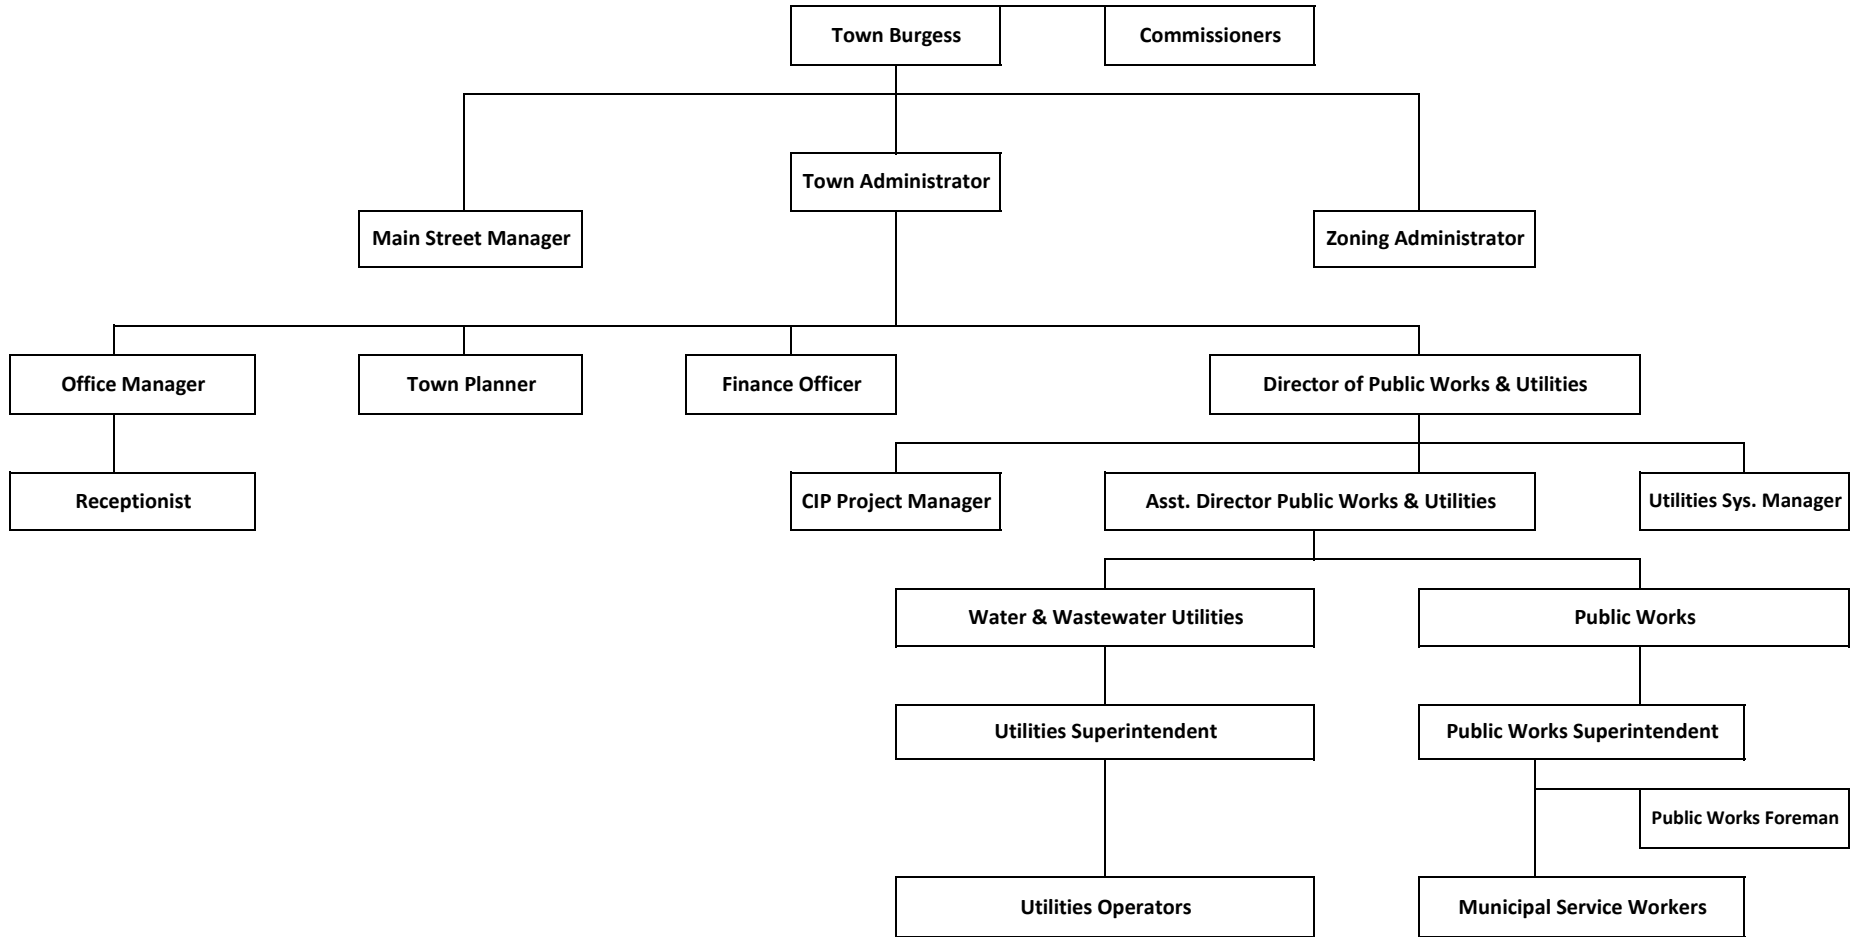 Town Burgess
Commissioners
Town Administrator
Main Street Manager
Zoning Administrator
Office Manager
Town Planner
Finance Officer
Director of Public Works & Utilities
Receptionist
CIP Project Manager
Asst. Director Public Works & Utilities
Utilities Sys. Manager
Water & Wastewater Utilities
Public Works
Utilities Superintendent
Public Works Superintendent
Public Works Foreman
Utilities Operators
Municipal Service Workers